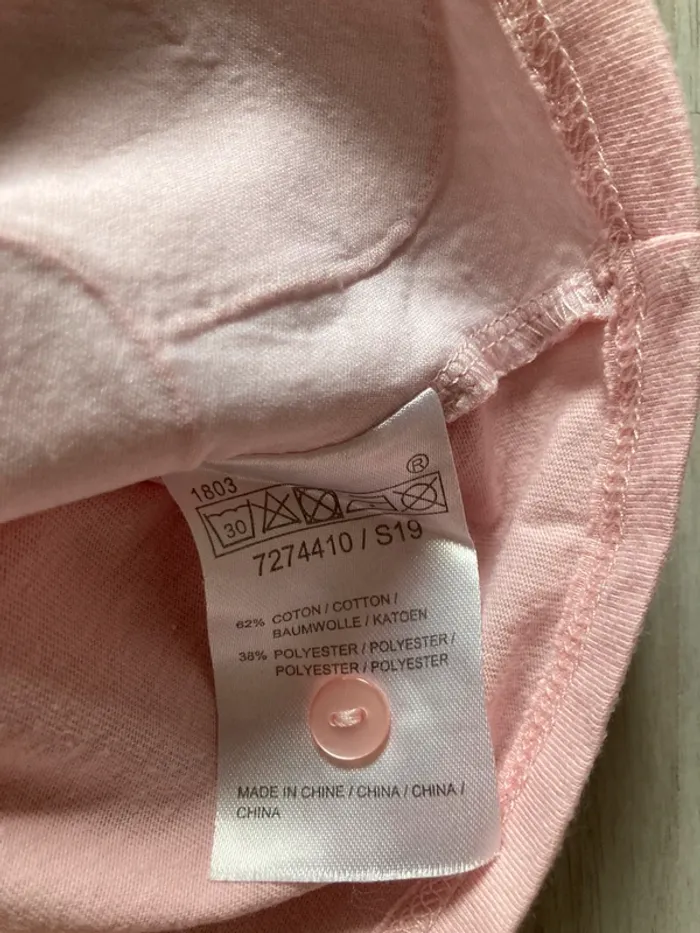 1803
®
30
7274410 / S19
62% COTON / COTTON /
BAUMWOLLE / KATOEN
38% POLYESTER / POLYESTER /
POLYESTER / POLYESTER
MADE IN CHINE / CHINA / CHINA /
CHINA